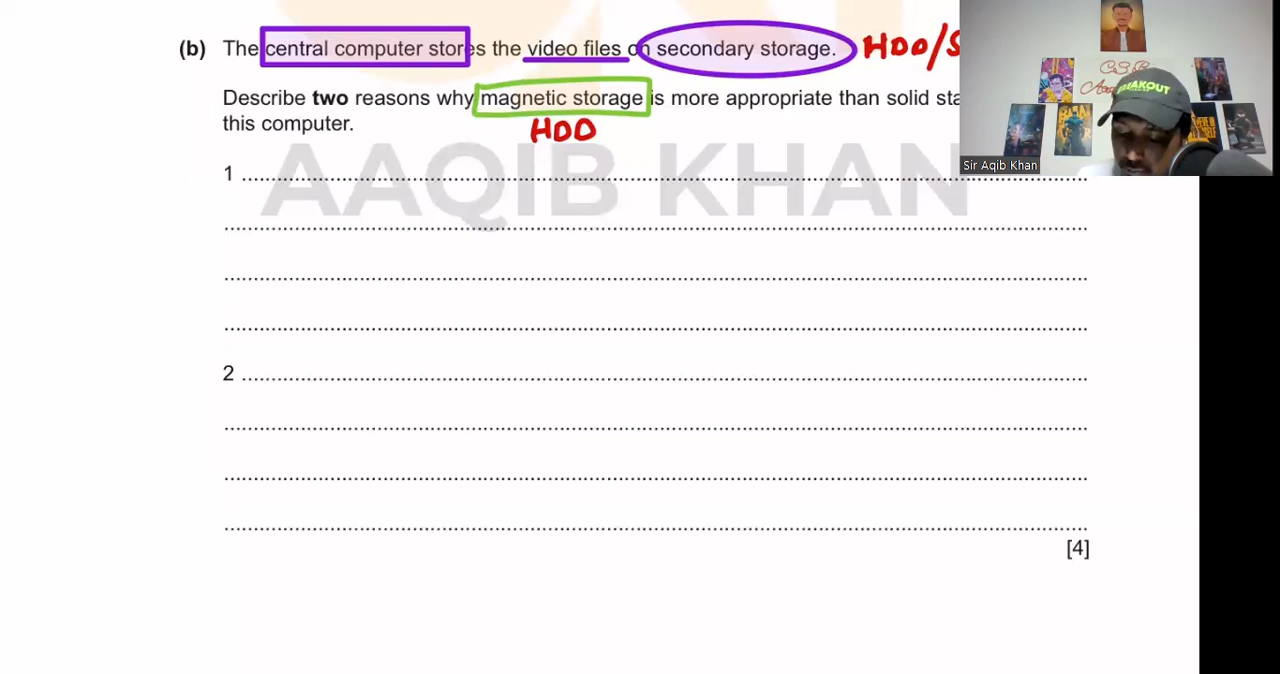 (b) The central computer stores the video files on secondary storage. HDD/S
Describe two reasons why magnetic storage is more appropriate than solid sta
this computer.
HDD
AAQIB KHAN
1
2
[4]
BREAKOUT
Sir Aqib Khan